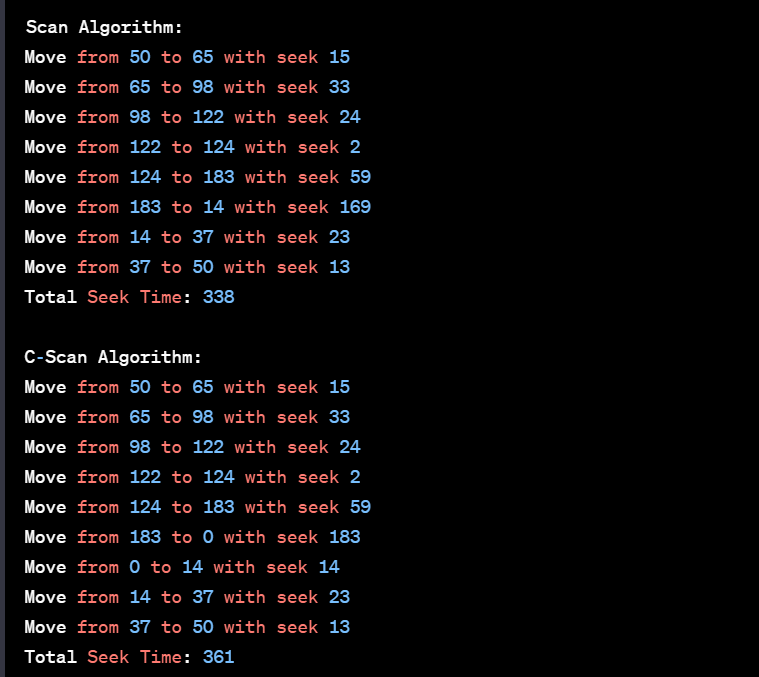 Scan Algorithm:
Move from 50 to 65 with seek 15
Move from 65 to 98 with seek 33
Move from 98 to 122 with seek 24
Move from 122 to 124 with seek 2
Move from 124 to 183 with seek 59
Move from 183 to 14 with seek 169
Move from 14 to 37 with seek 23
Move from 37 to 50 with seek 13
Total Seek Time: 338
C-Scan Algorithm:
Move from 50 to 65 with seek 15
Move from 65 to 98 with seek 33
Move from 98 to 122 with seek 24
Move from 122 to 124 with seek 2
Move from 124 to 183 with seek 59
Move from 183 to 0 with seek 183
Move from 0 to 14 with seek 14
Move from 14 to 37 with seek 23
Move from 37 to 50 with seek 13
Total Seek Time: 361